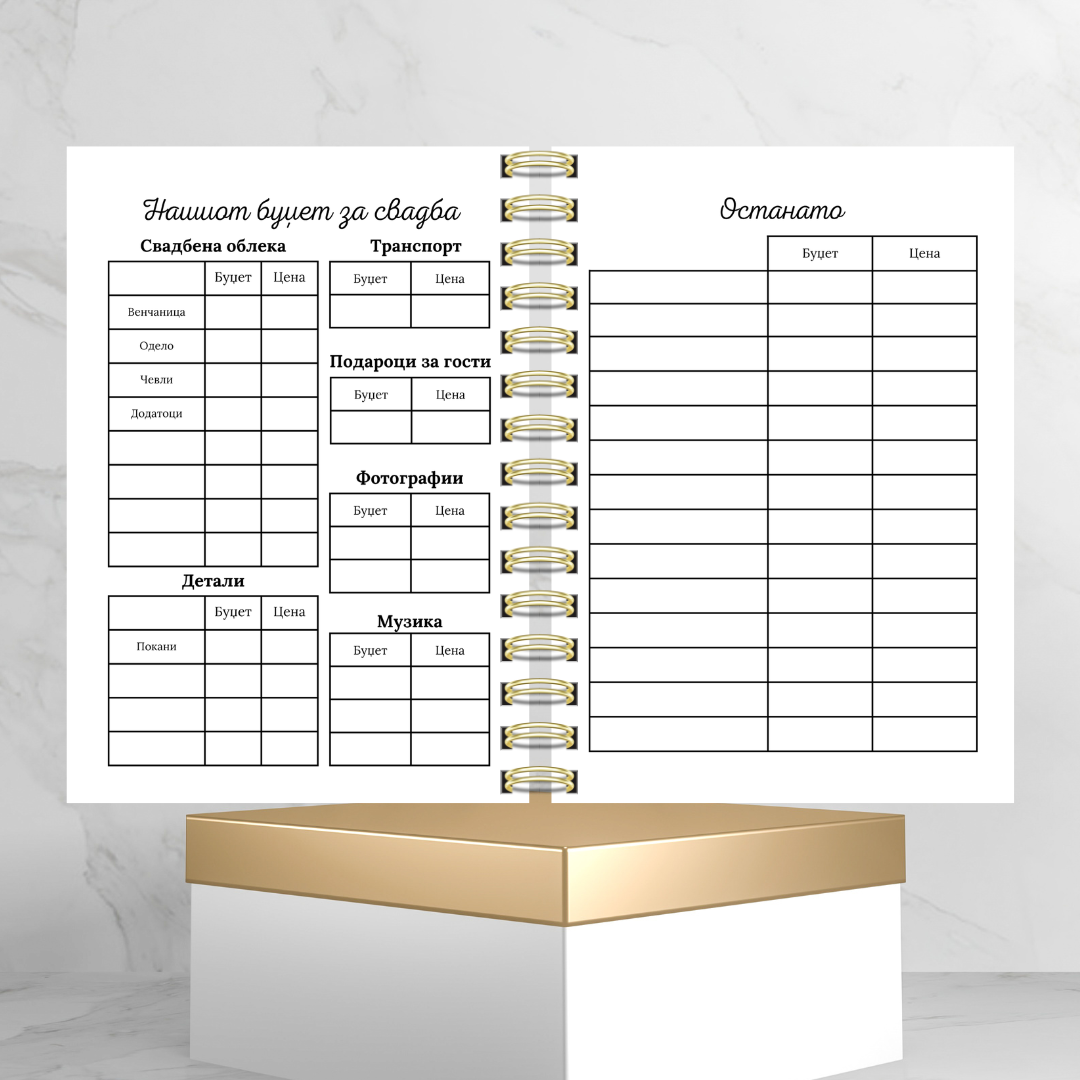 Нашиот буџет за свадба
Свадбена облека
Буџет Цена
Венчаница
Одело
Чевли
Додатоци
Детали
Буџет Цена
Покани
Транспорт
Буџет Цена
Подароци за гости
Буџет Цена
Фотографии
Буџет Цена
Музика
Буџет Цена
Останато
Буџет Цена